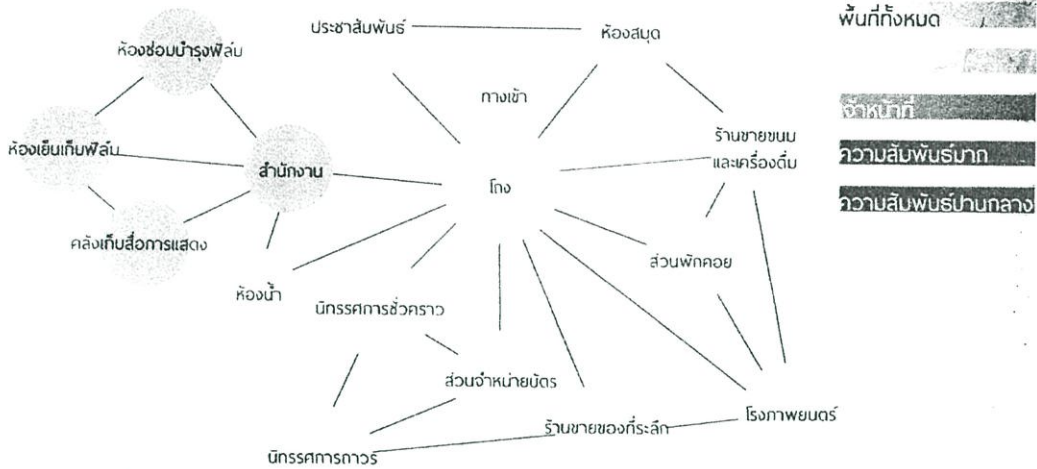 ประชาสัมพันธ์
ห้องสมุด
พื้นที่ทั้งหมด
ห้องซ่อมบำรุงฟิล์ม
ทางเข้า
เจ้าหน้าที่
ห้องเย็นเก็บฟิล์ม
ร้านขายขนม
และเครื่องดื่ม
ความสัมพันธ์มาก
สำนักงาน
โถง
ความสัมพันธ์ปานกลาง
คลังเก็บสื่อการแสดง
ส่วนพักคอย
ห้องน้ำ
นิทรรศการชั่วคราว
ส่วนจำหน่ายบัตร
โรงภาพยนตร์
ร้านขายของที่ระลึก
นิทรรศการถาวร